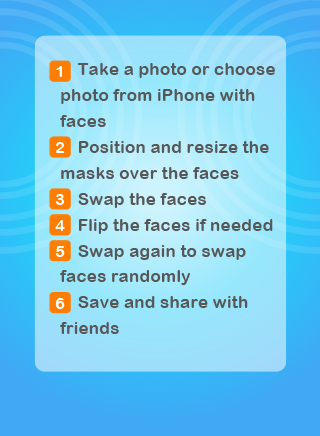 1 Take a photo or choose
photo from iPhone with
faces
2 Position and resize the
masks over the faces
3 Swap the faces
4 Flip the faces if needed
5 Swap again to swap
faces randomly
6 Save and share with
friends